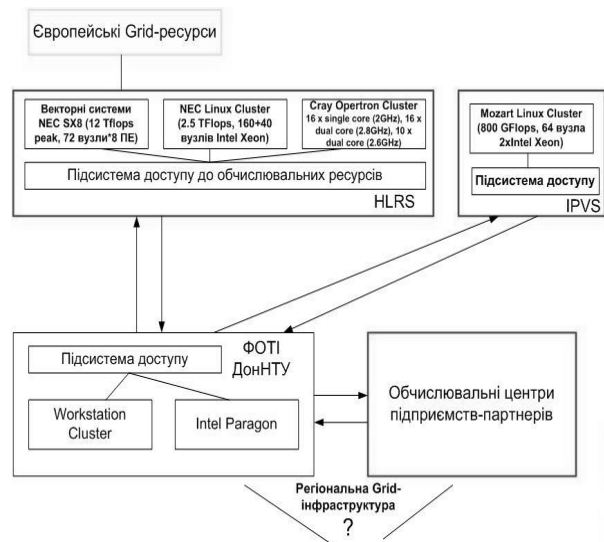 Європейські Grid-ресурси
Векторні системи
NEC SX8 (12 Tflops
peak, 72 вузли*8 ПЕ)
NEC Linux Cluster
(2.5 TFlops, 160+40
вузлів Intel Xeon)
Cray Opertron Cluster
16 x single core (2GHz), 16 x
dual core (2.8GHz), 10 x
dual core (2.6GHz)
Підсистема доступу до обчислювальних ресурсів
HLRS
Mozart Linux Cluster
(800 GFlops, 64 вузла
2xIntel Xeon)
Підсистема доступу
IPVS
ФОТІ
ДонНТУ
Підсистема доступу
Workstation
Cluster
Intel Paragon
Обчислювальні центри
підприємств-партнерів
Регіональна Grid-
інфраструктура
?